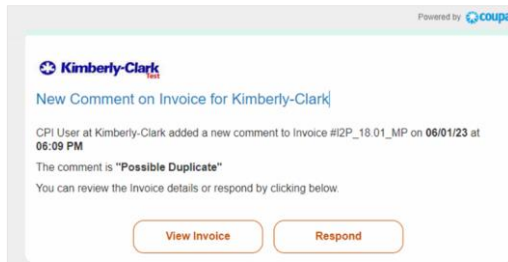 Powered by coupa
Kimberly-Clark
Test
New Comment on Invoice for Kimberly-Clark
CPI User at Kimberly-Clark added a new comment to Invoice #I2P_18.01_MP on 06/01/23 at
06:09 PM
The comment is "Possible Duplicate"
You can review the Invoice details or respond by clicking below.
View Invoice
Respond